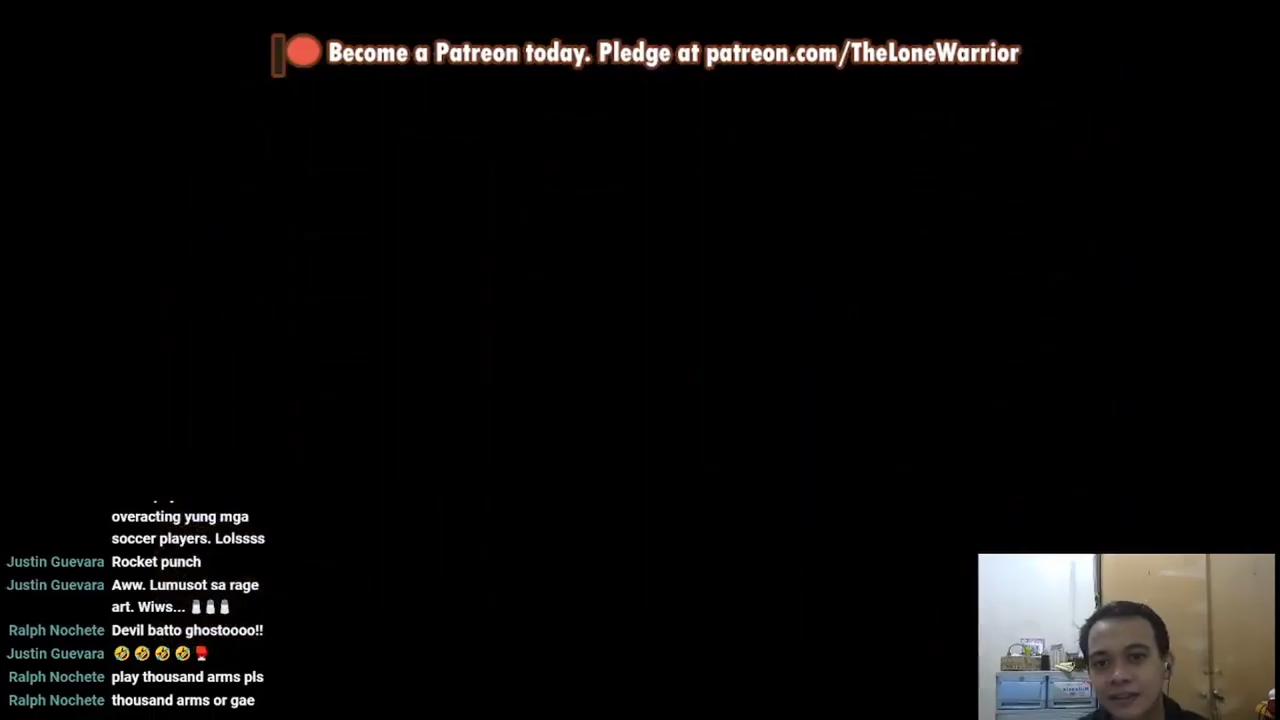 Become a Patreon today. Pledge at patreon.com/TheLoneWarrior
overacting yung mga
soccer players. Lolssss
Justin Guevara Rocket punch
Justin Guevara Aww. Lumusot sa rage
art. Wiws... 🧂🧂🧂
Ralph Nochete Devil batto ghostoooo!!
Justin Guevara 🤣🤣🤣🤣🌹
Ralph Nochete play thousand arms pls
Ralph Nochete thousand arms or gae